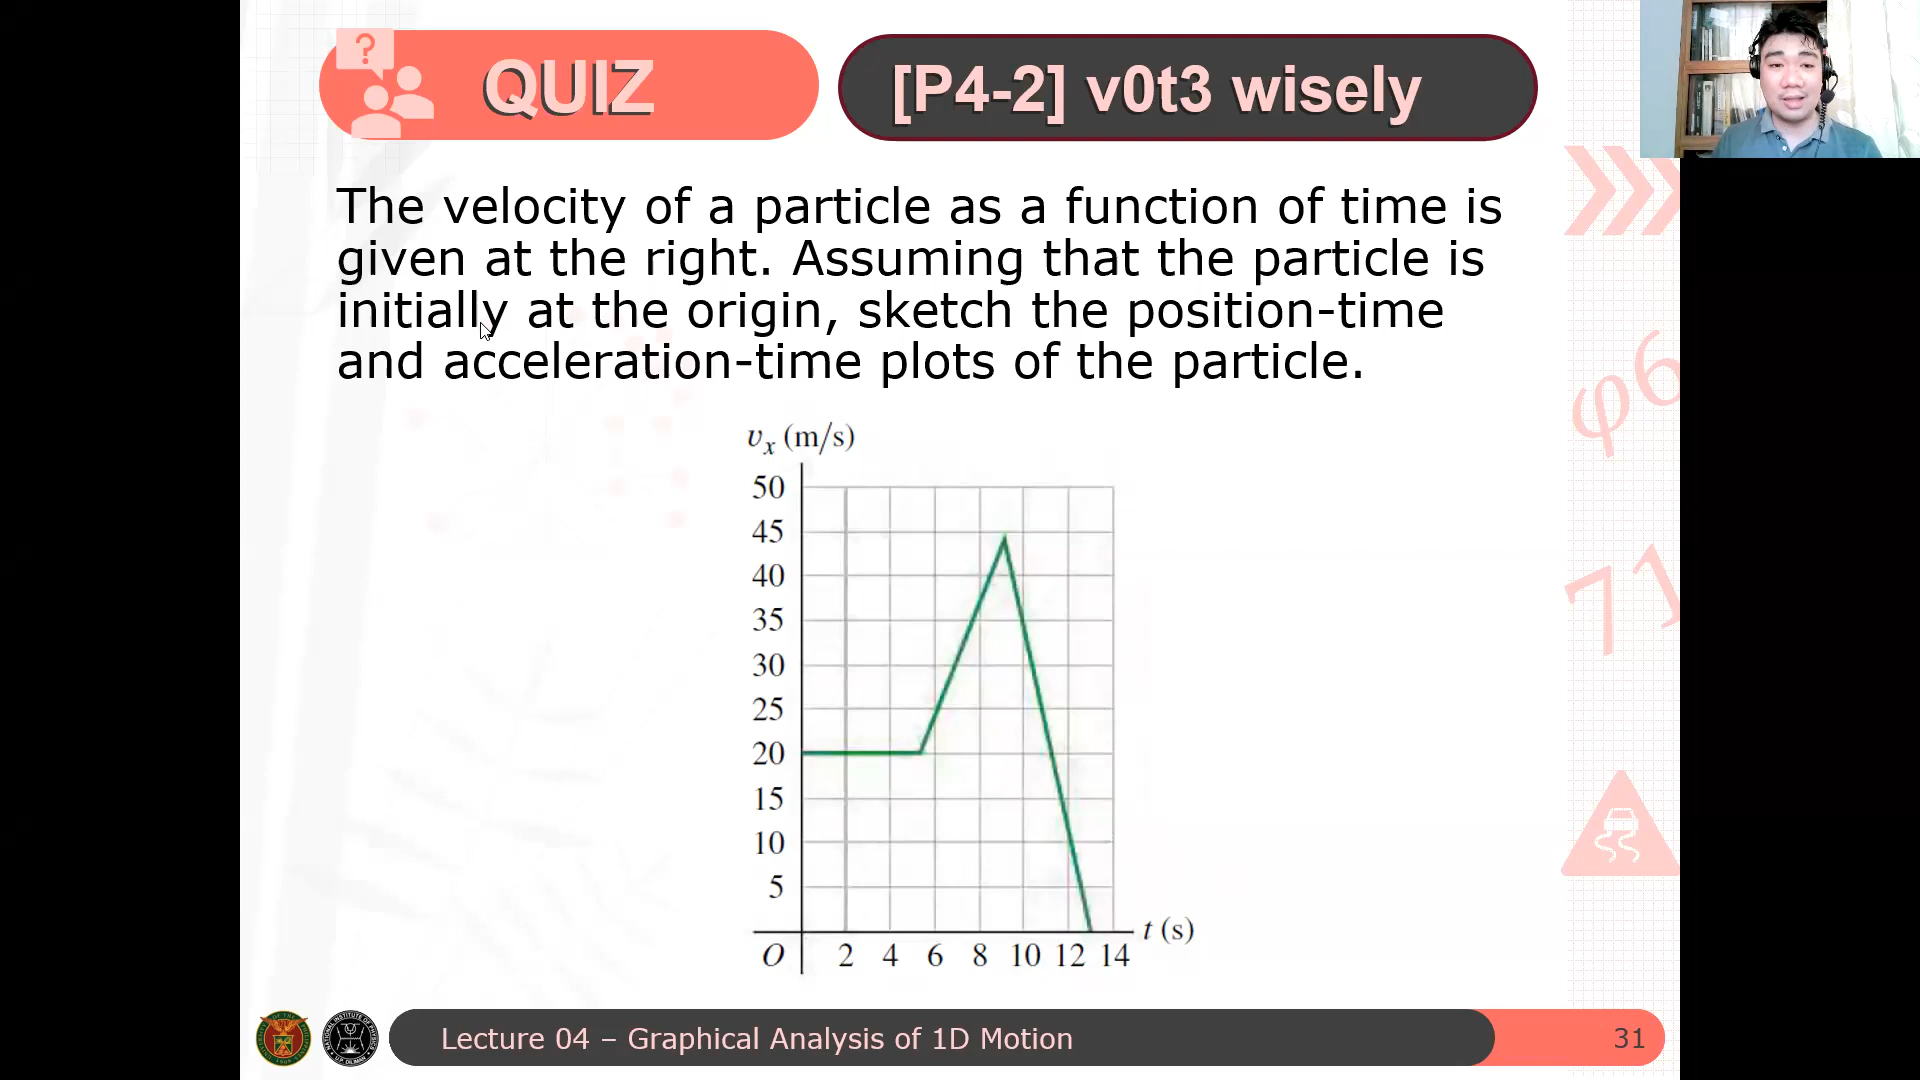 ?
QUIZ
[P4-2] v0t3 wisely
The velocity of a particle as a function of time is
given at the right. Assuming that the particle is
initially at the origin, sketch the position-time
and acceleration-time plots of the particle.
vₓ (m/s)
50
45
40
35
30
25
20
15
10
5
O 2 4 6 8 10 12 14 t (s)
φ6
71
Lecture 04 – Graphical Analysis of 1D Motion
31